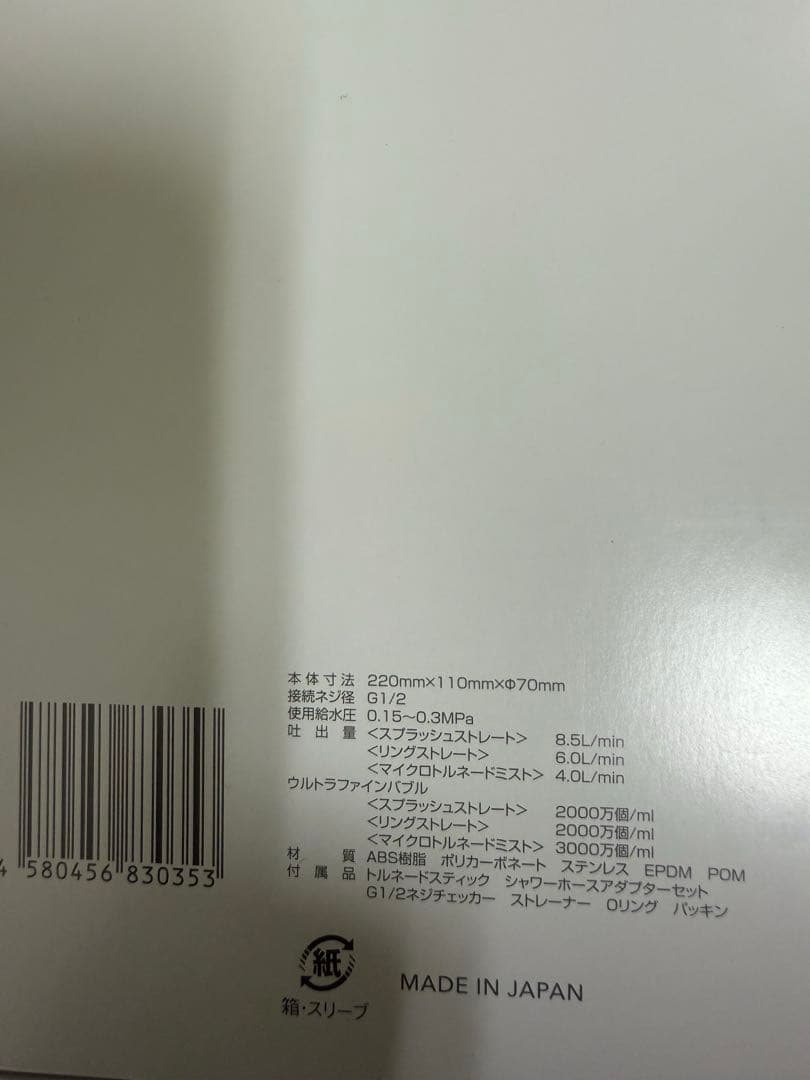 本体寸法 220mm×110mm×Φ70mm
接続ネジ径 G1/2
使用給水圧 0.15〜0.3MPa
吐出量 <スプラッシュストレート> 8.5L/min
<リングストレート> 6.0L/min
<マイクロトルネードミスト> 4.0L/min
ウルトラファインバブル
<スプラッシュストレート> 2000万個/ml
<リングストレート> 2000万個/ml
<マイクロトルネードミスト> 3000万個/ml
材質 ABS樹脂 ポリカーボネート ステンレス EPDM POM
付属品 トルネードスティック シャワーホースアダプターセット
G1/2ネジチェッカー ストレーナー Oリング パッキン
4 580456 830353
紙
箱・スリーブ
MADE IN JAPAN